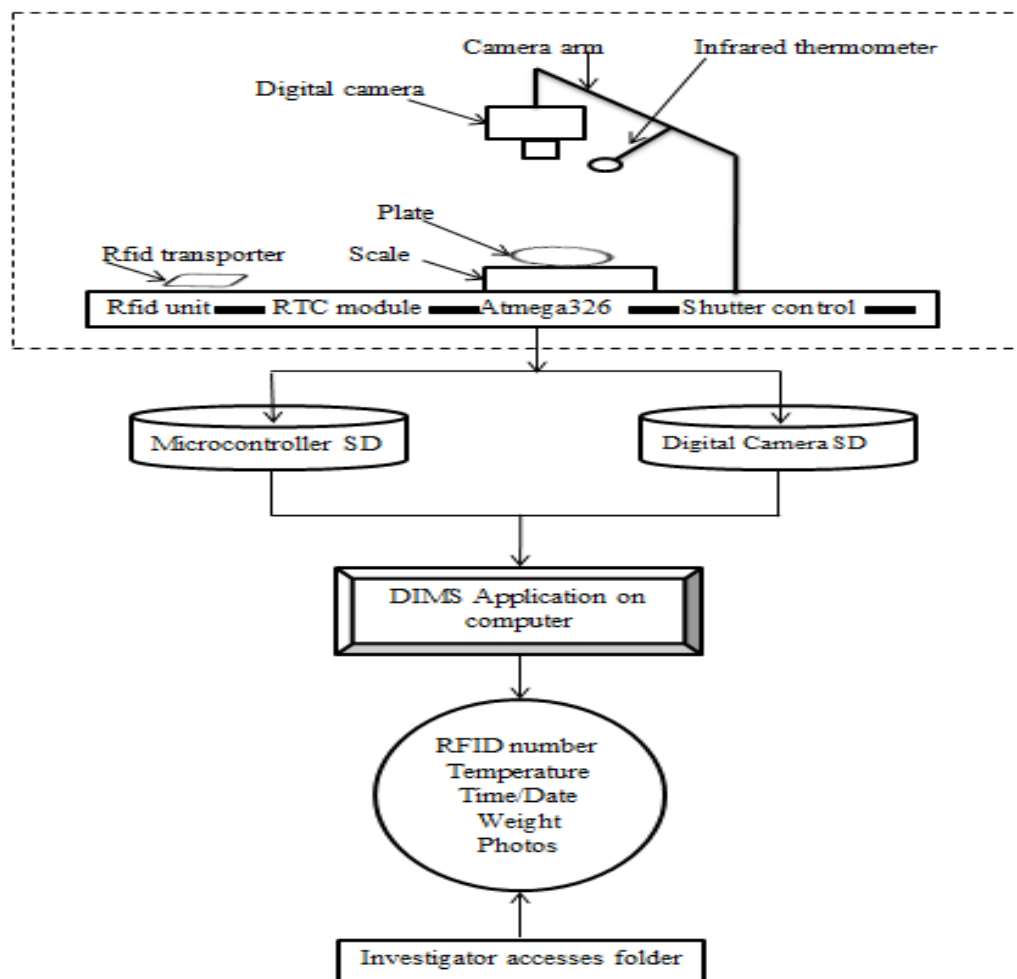 Camera arm
Infrared thermometer
Digital camera
Plate
Rfid transporter
Scale
Rfid unit RTC module Atmega326 Shutter control
Microcontroller SD
Digital Camera SD
DIMS Application on
computer
RFID number
Temperature
Time/Date
Weight
Photos
Investigator accesses folder